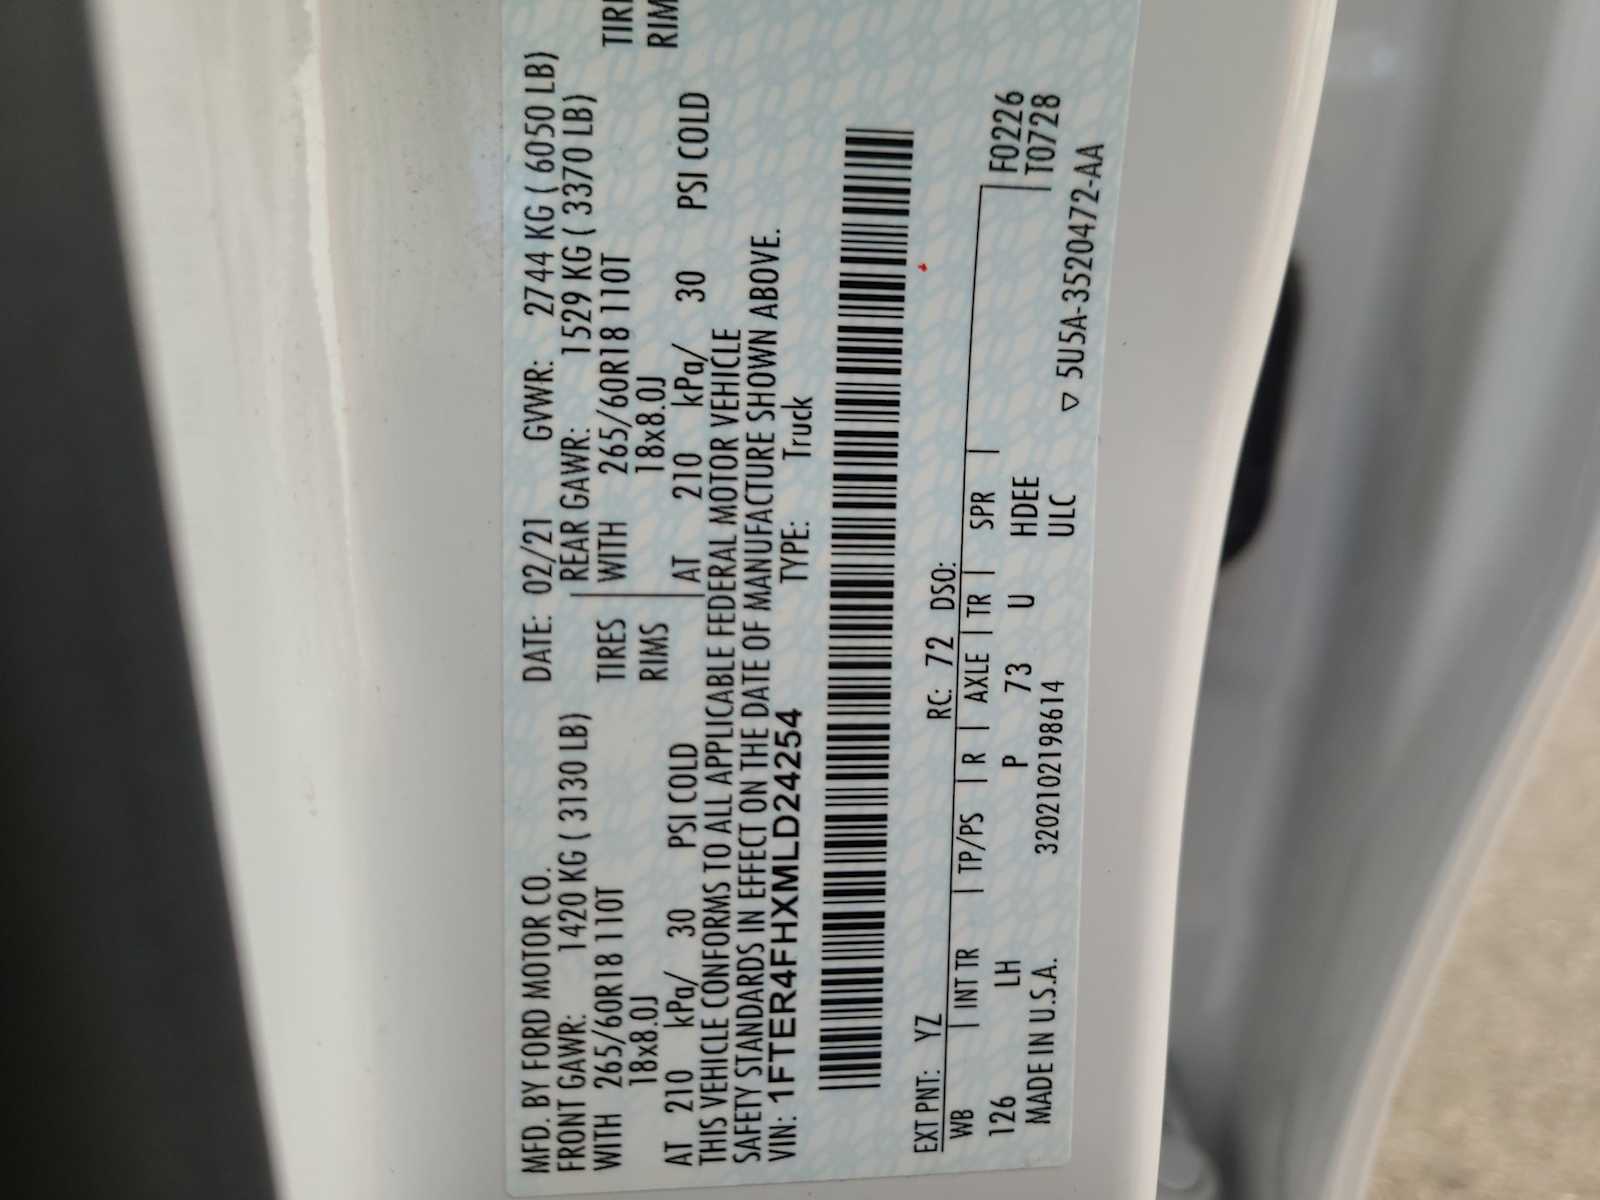 MFD. BY FORD MOTOR CO. DATE: 02/21 GVWR: 2744 KG ( 6050 LB)
FRONT GAWR: 1420 KG ( 3130 LB) REAR GAWR: 1529 KG ( 3370 LB)
WITH 265/60R18 110T TIRES WITH 265/60R18 110T
18x8.0J RIMS 18x8.0J RIM
AT 210 kPa/ 30 PSI COLD AT 210 kPa/ 30 PSI COLD
THIS VEHICLE CONFORMS TO ALL APPLICABLE FEDERAL MOTOR VEHICLE
SAFETY STANDARDS IN EFFECT ON THE DATE OF MANUFACTURE SHOWN ABOVE.
VIN: 1FTER4FHXMLD24254 TYPE: Truck
EXT PNT: YZ RC: 72 DSO:
WB | INT TR | TP/PS | R | AXLE | TR | SPR | F0226
126 LH P 73 U HDEE T0728
MADE IN U.S.A. 320210219861​4 ULC
▽ 5U5A-3520472-AA